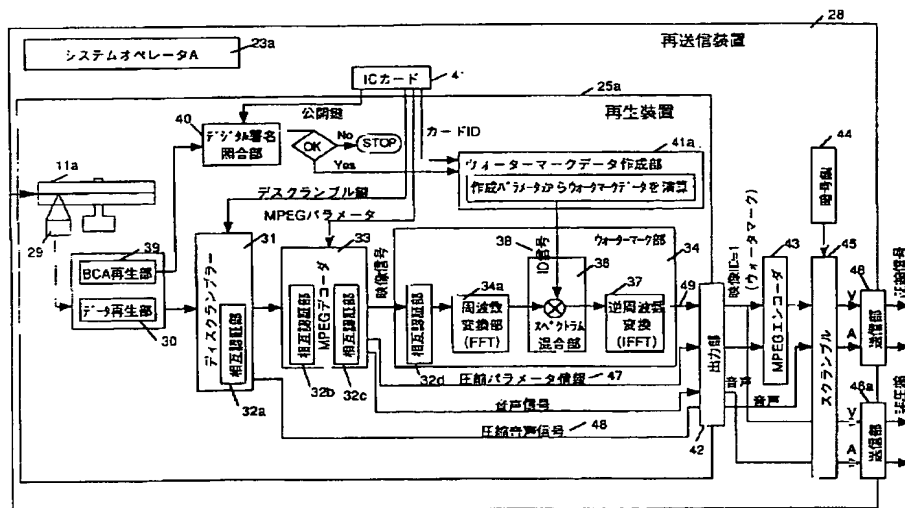 28
再送信装置
システムオペレータA
23a
ICカード
25a
再生装置
公開鍵
40
デジタル署名
照合部
OK
No
STOP
Yes
カードID
41a
ウォーターマークデータ作成部
作成パラメータからウォータマークデータを演算
44
暗号鍵
11a
29
デスクランブル鍵
MPEGパラメータ
39
BCA再生部
データ再生部
30
31
ディスクランブラー
相互認証部
32a
33
MPEGデコーダ
相互認証部
相互認証部
32b
32c
映像信号
ウォーターマーク部
34
相互認証部
32d
34a
周波数
変換部
(FFT)
38
ID信号
36
スペクトラム
混合部
37
逆周波数
変換
(IFFT)
49
圧縮パラメータ情報
47
音声信号
圧縮音声信号
48
出力部
42
映像ID=1
(ウォータマーク)
43
MPEGエンコーダ
音声
音声
45
スクランブル
V
A
送信部
46a
V
A
送信部